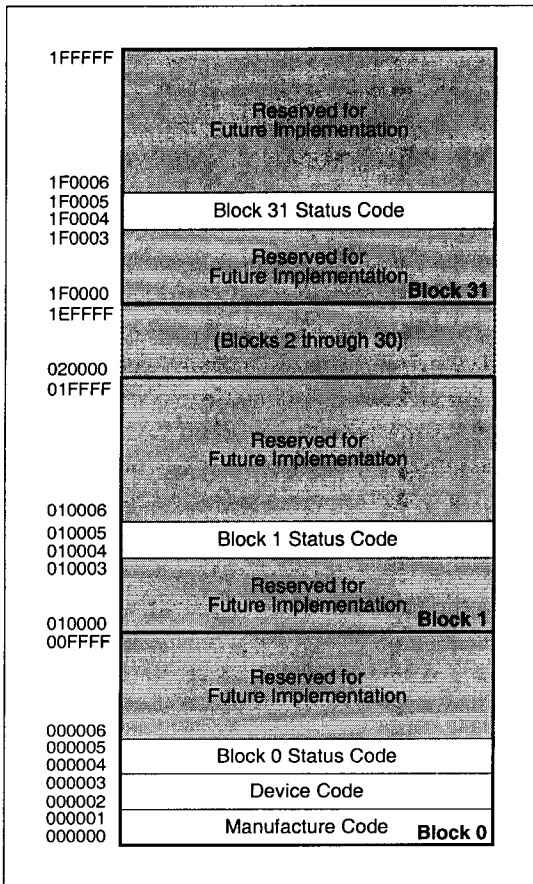 1FFFFF
Reserved for
Future Implementation
1F0006
1F0005
1F0004
Block 31 Status Code
1F0003
Reserved for
Future Implementation
1F0000
Block 31
1EFFFF
(Blocks 2 through 30)
020000
01FFFF
Reserved for
Future Implementation
010006
010005
010004
Block 1 Status Code
010003
Reserved for
Future Implementation
010000
Block 1
00FFFF
Reserved for
Future Implementation
000006
000005
000004
Block 0 Status Code
000003
000002
Device Code
000001
000000
Manufacture Code
Block 0